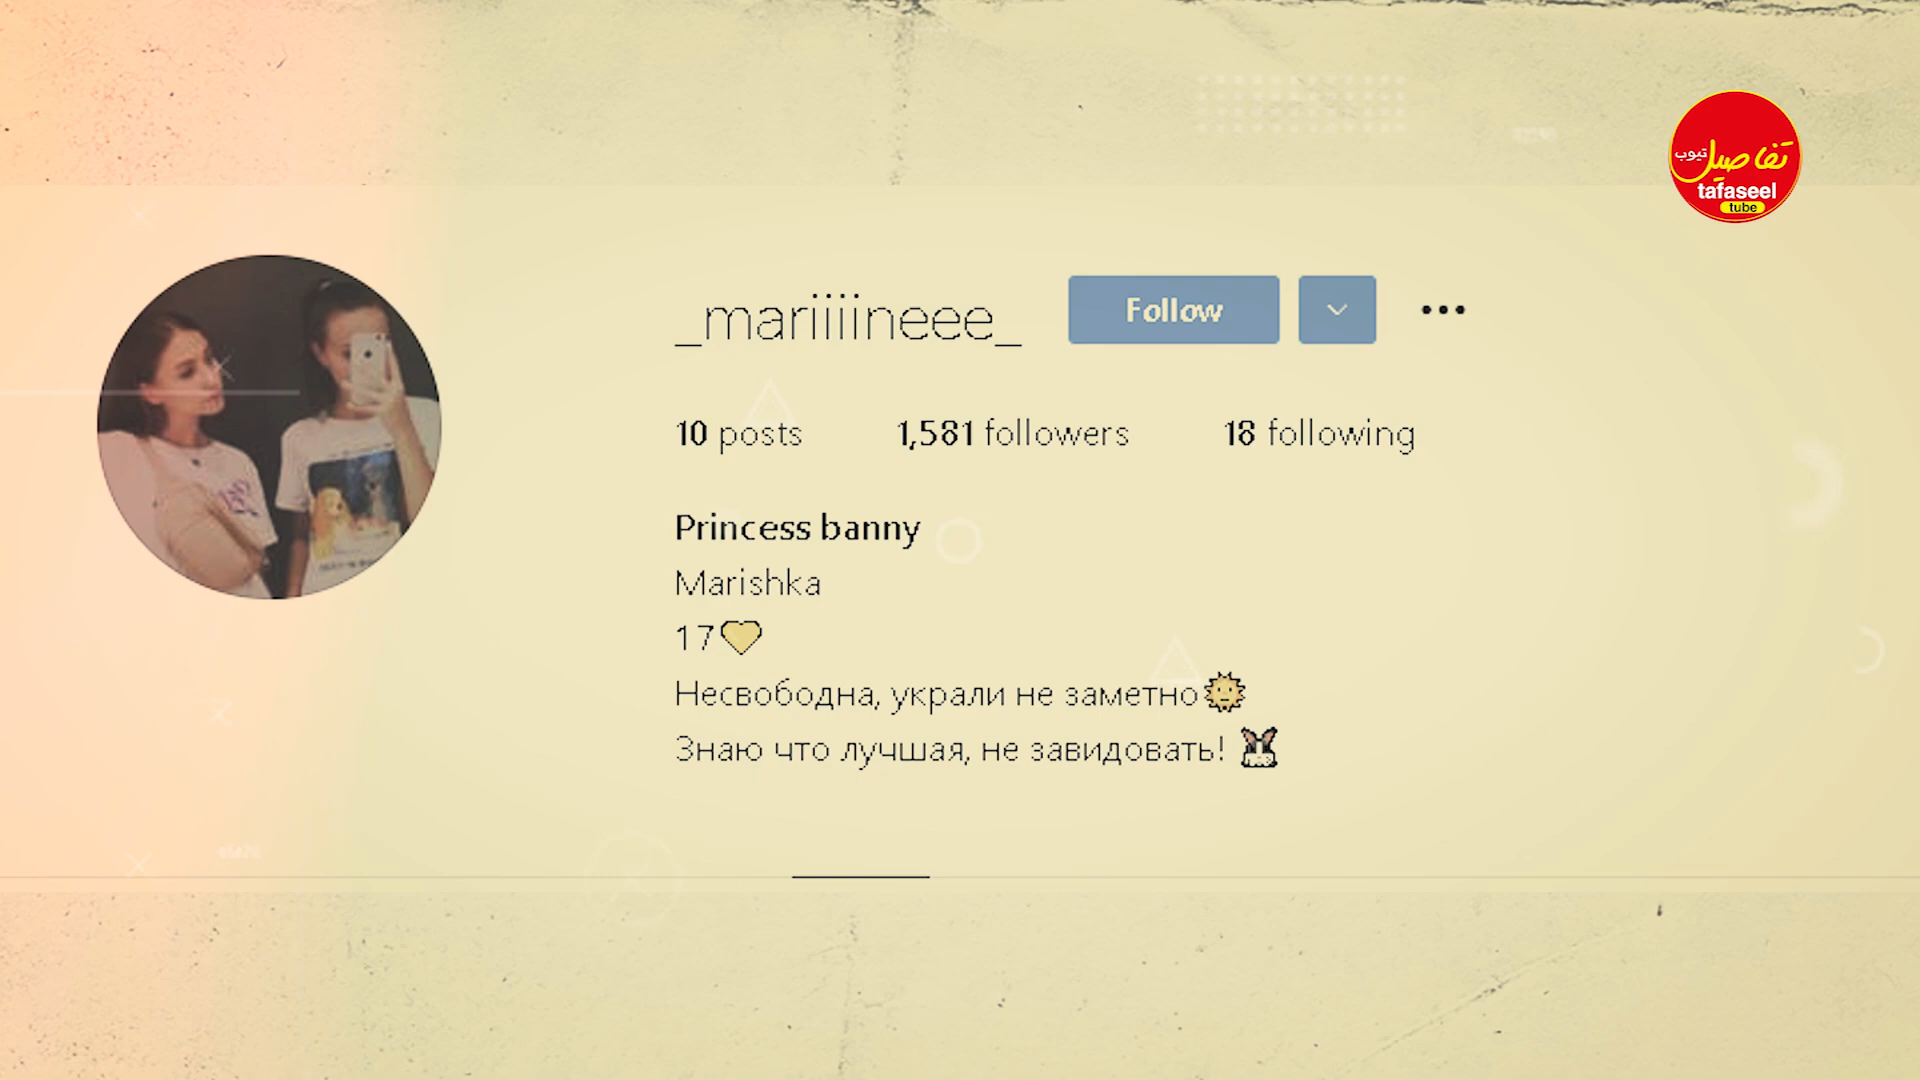 تفاصيل تيوب
tafaseel
tube
_mariiiineee_ Follow
10 posts 1,581 followers 18 following
Princess banny
Marishka
17💛
Несвободна, украли не заметно🌞
Знаю что лучшая, не завидовать!